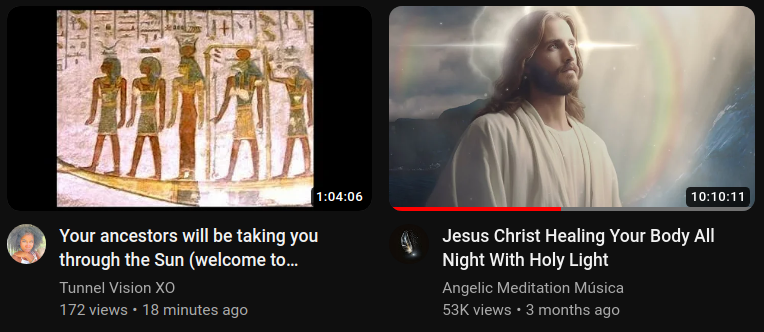 1:04:06
10:10:11
Your ancestors will be taking you
through the Sun (welcome to...
Tunnel Vision XO
172 views • 18 minutes ago
Jesus Christ Healing Your Body All
Night With Holy Light
Angelic Meditation Música
53K views • 3 months ago